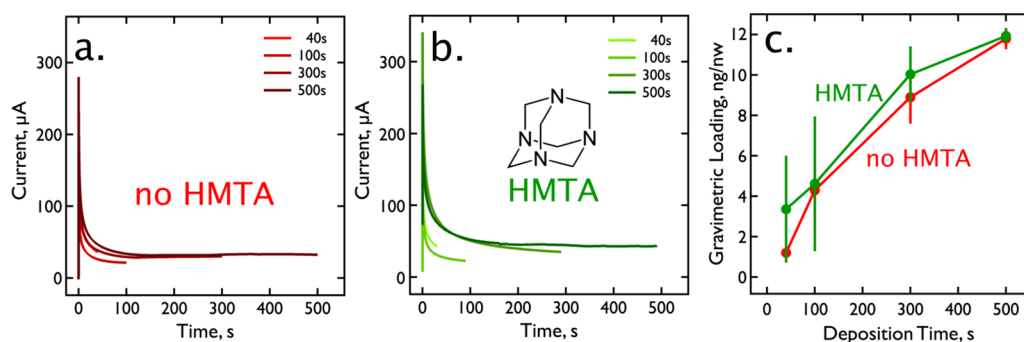 a.
40s
100s
300s
500s
no HMTA
Current, μA
300
200
100
0
0 100 200 300 400 500
Time, s
b.
40s
100s
300s
500s
N
N N
N
HMTA
Current, μA
300
200
100
0
0 100 200 300 400 500
Time, s
c.
HMTA
no HMTA
Gravimetric Loading, ng/nw
12
10
8
6
4
2
0
0 100 200 300 400 500
Deposition Time, s